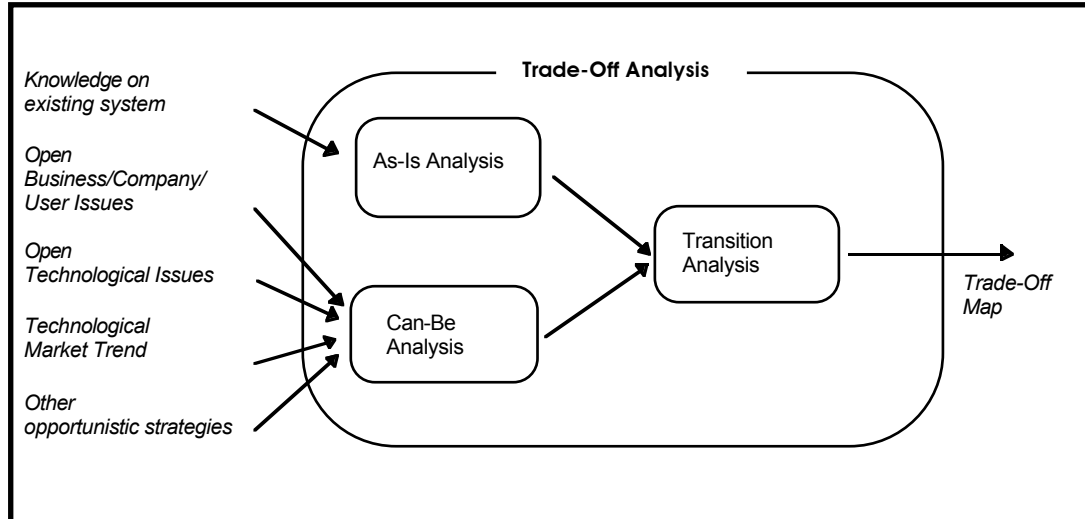 Trade-Off Analysis
Knowledge on
existing system
Open
Business/Company/
User Issues
Open
Technological Issues
Technological
Market Trend
Other
opportunistic strategies
As-Is Analysis
Can-Be
Analysis
Transition
Analysis
Trade-Off
Map